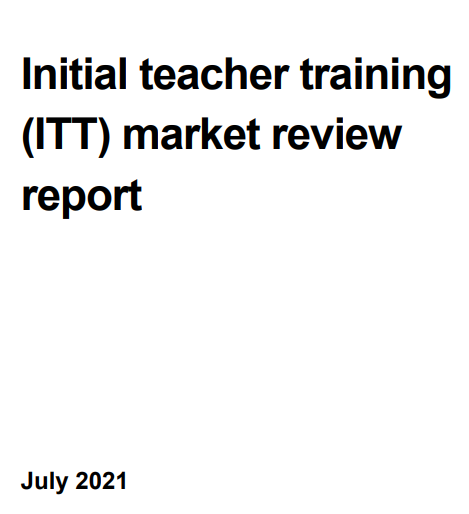 Initial teacher training
(ITT) market review
report
July 2021